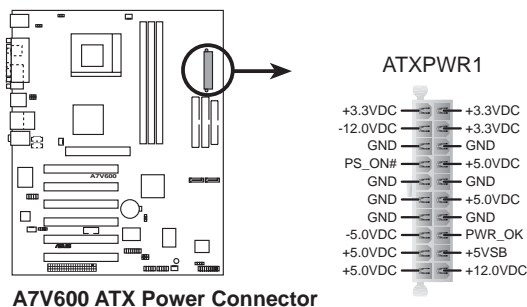 ATXPWR1
+3.3VDC +3.3VDC
-12.0VDC +3.3VDC
GND GND
PS_ON# +5.0VDC
GND GND
GND +5.0VDC
GND GND
-5.0VDC PWR_OK
+5.0VDC +5VSB
+5.0VDC +12.0VDC
A7V600
ASUS
A7V600 ATX Power Connector